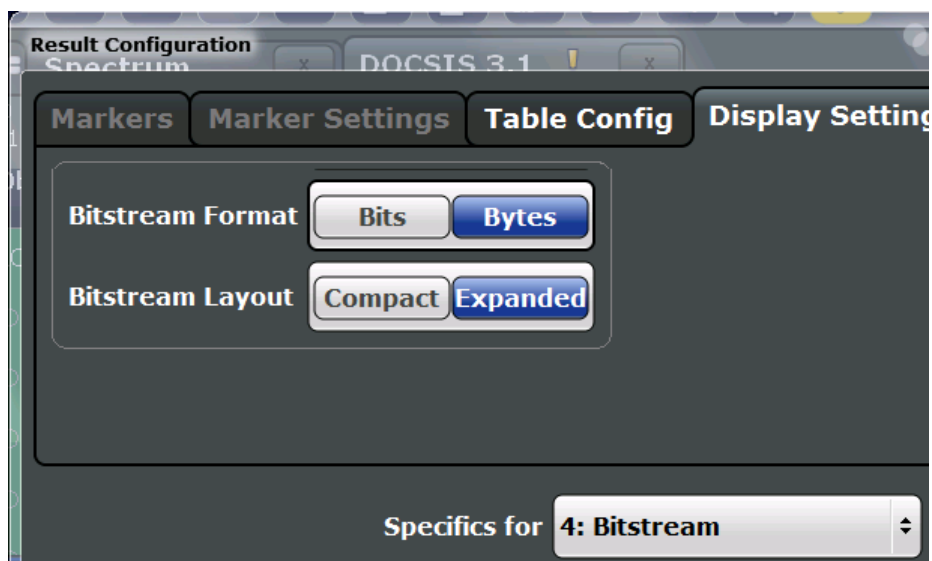 Result Configuration
Spectrum x DOCSIS 3.1 x
Markers Marker Settings Table Config Display Setting
Bitstream Format Bits Bytes
Bitstream Layout Compact Expanded
Specifics for 4: Bitstream